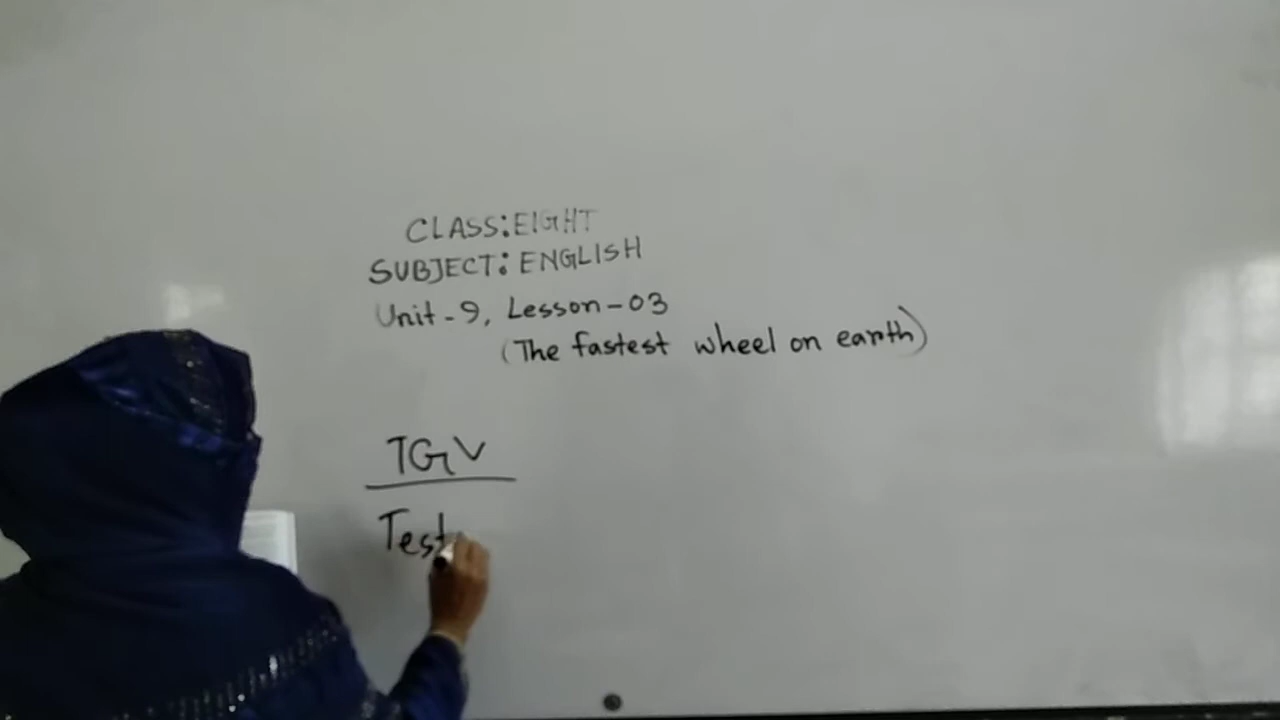 CLASS:EIGHT
SUBJECT: ENGLISH
Unit-9, Lesson-03
(The fastest wheel on earth)
TGV
Test